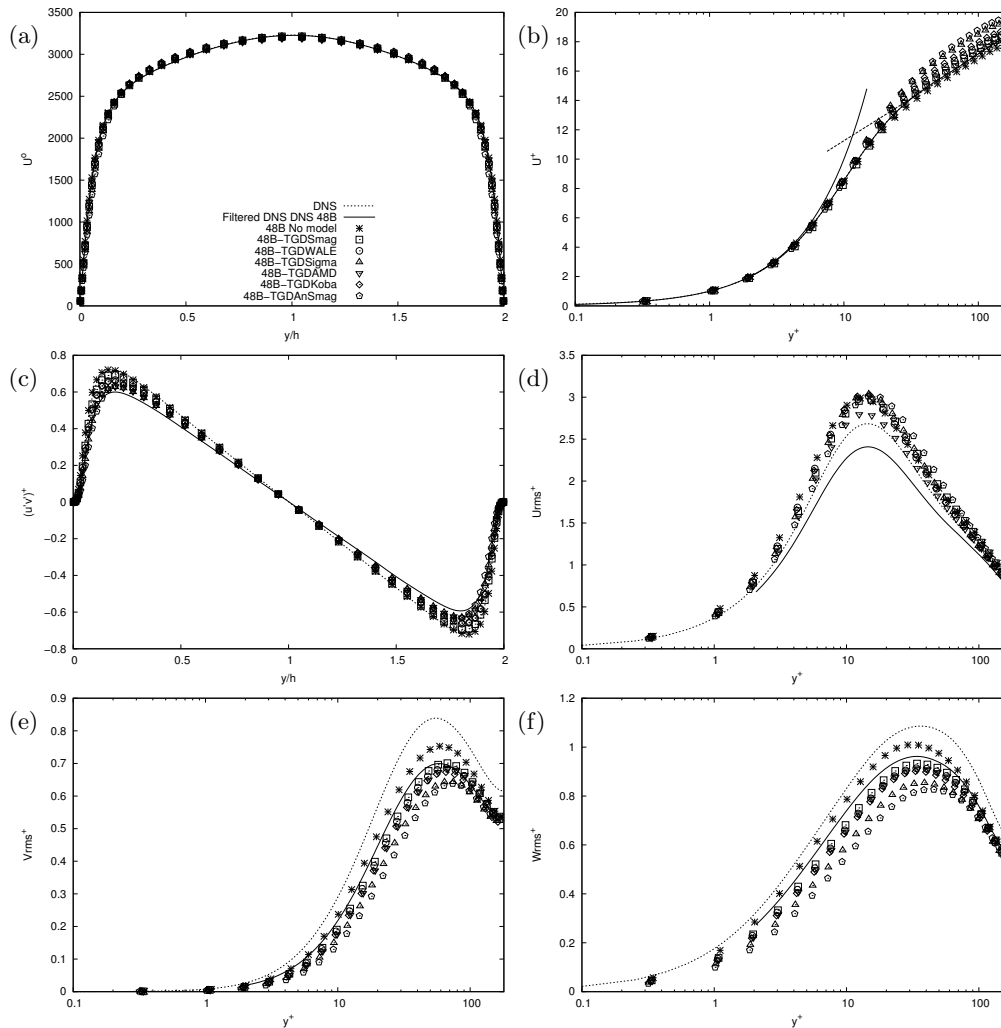 (a)
3500
3000
2500
2000
1500
1000
500
0
U°
0
0.5
1
1.5
2
y/h
DNS
Filtered DNS DNS 48B
48B No model
48B−TGDSmag
48B−TGDWALE
48B−TGDSigma
48B−TGDAMD
48B−TGDKoba
48B−TGDAnSmag
(b)
20
18
16
14
12
10
8
6
4
2
0
U⁺
0.1
1
10
100
y⁺
(c)
0.8
0.6
0.4
0.2
0
−0.2
−0.4
−0.6
−0.8
(u'v')⁺
0
0.5
1
1.5
2
y/h
(d)
3.5
3
2.5
2
1.5
1
0.5
0
Urms⁺
0.1
1
10
100
y⁺
(e)
0.9
0.8
0.7
0.6
0.5
0.4
0.3
0.2
0.1
0
Vrms⁺
0.1
1
10
100
y⁺
(f)
1.2
1
0.8
0.6
0.4
0.2
0
Wrms⁺
0.1
1
10
100
y⁺